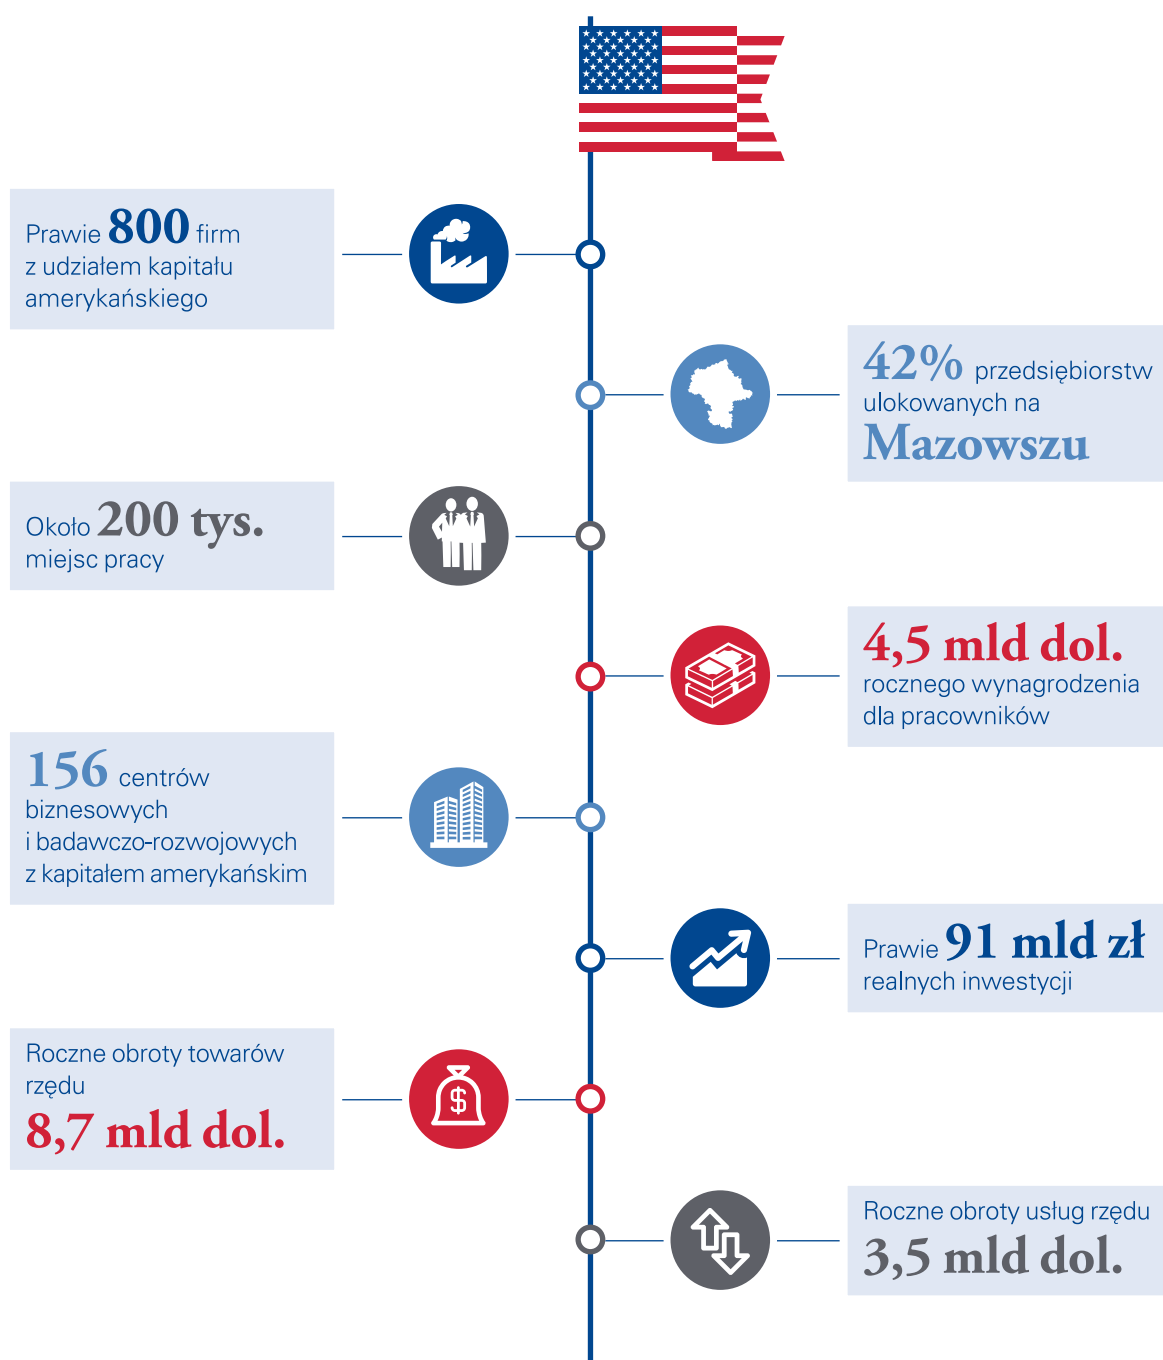 Prawie 800 firm
z udziałem kapitału
amerykańskiego
42% przedsiębiorstw
ulokowanych na
Mazowszu
Około 200 tys.
miejsc pracy
4,5 mld dol.
rocznego wynagrodzenia
dla pracowników
156 centrów
biznesowych
i badawczo-rozwojowych
z kapitałem amerykańskim
Prawie 91 mld zł
realnych inwestycji
Roczne obroty towarów
rzędu
8,7 mld dol.
$
Roczne obroty usług rzędu
3,5 mld dol.